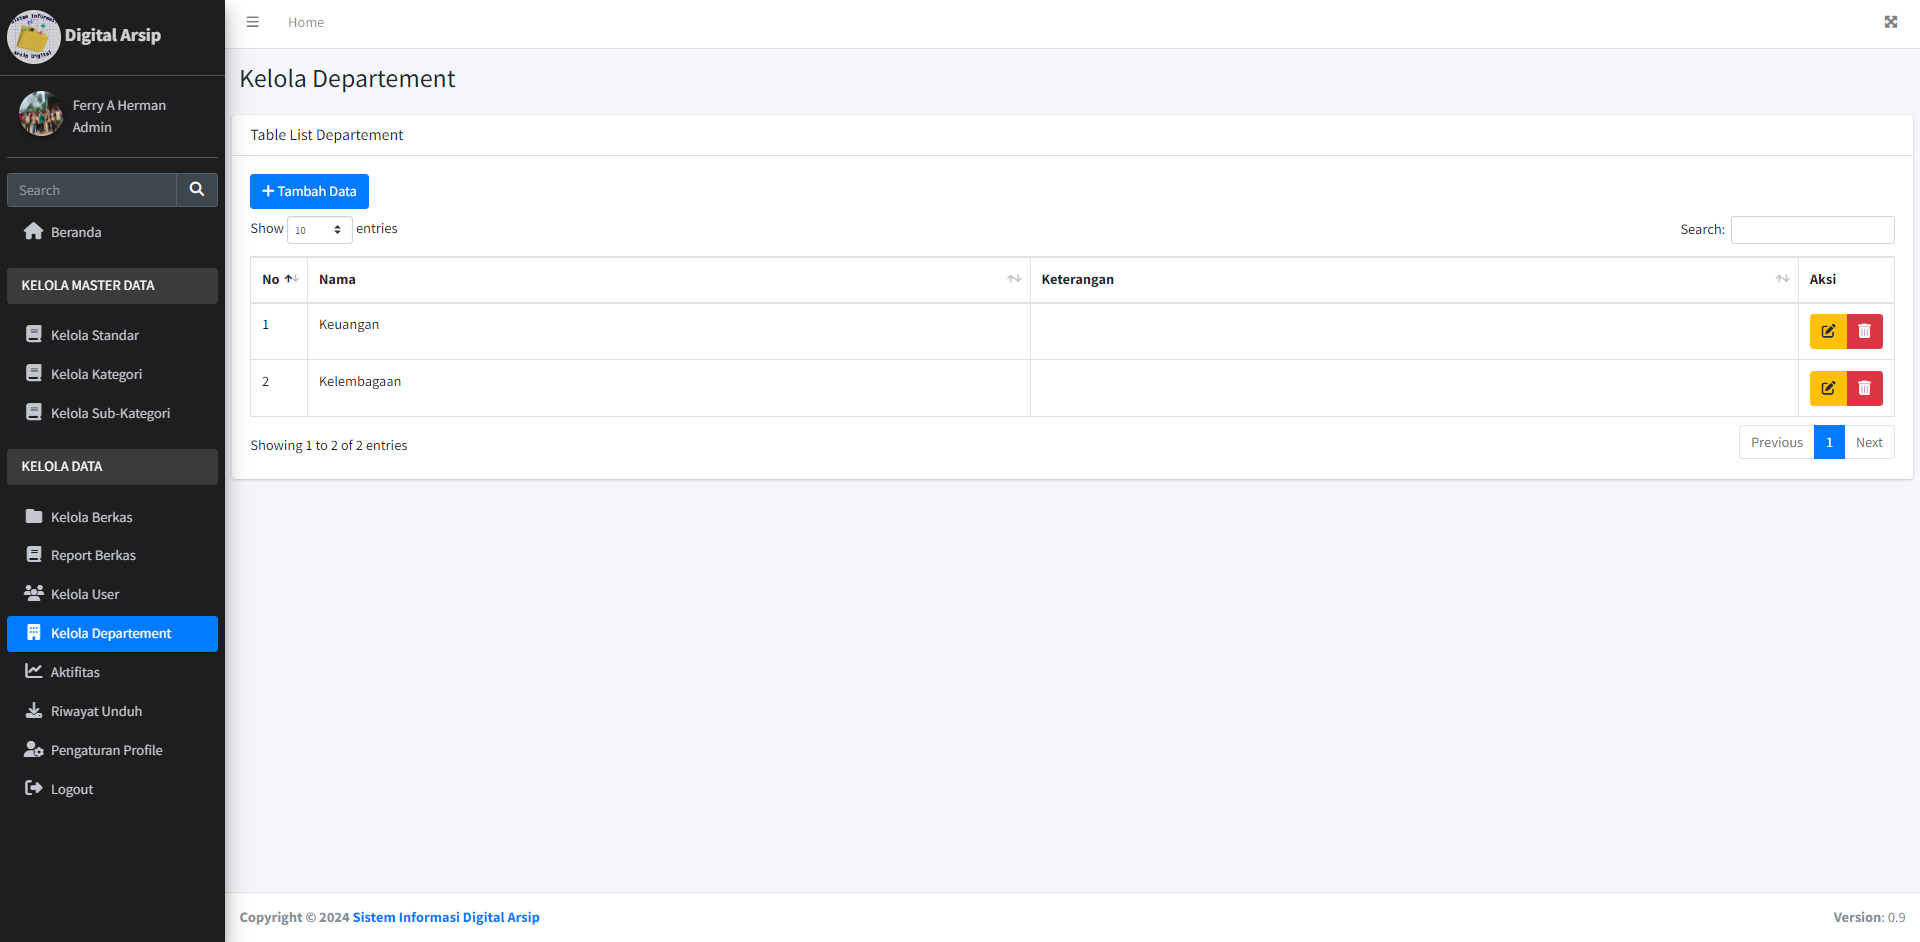 Digital Arsip
Ferry A Herman
Admin
Search
Beranda
KELOLA MASTER DATA
Kelola Standar
Kelola Kategori
Kelola Sub-Kategori
KELOLA DATA
Kelola Berkas
Report Berkas
Kelola User
Kelola Departement
Aktifitas
Riwayat Unduh
Pengaturan Profile
Logout
Home
Kelola Departement
Table List Departement
Tambah Data
Show 10 entries
Search:
No Nama Keterangan Aksi
1 Keuangan
2 Kelembagaan
Showing 1 to 2 of 2 entries
Previous 1 Next
Copyright © 2024 Sistem Informasi Digital Arsip
Version: 0.9